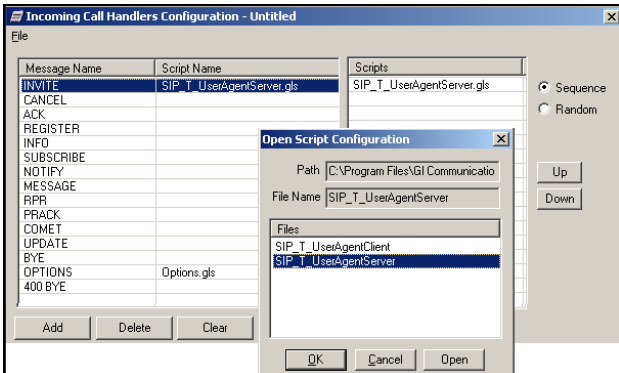 Incoming Call Handlers Configuration - Untitled
File
Message Name Script Name Scripts
INVITE SIP_T_UserAgentServer.gls SIP_T_UserAgentServer.gls
CANCEL
ACK
REGISTER
INFO
SUBSCRIBE
NOTIFY
MESSAGE
RPR
PRACK
COMET
UPDATE
BYE
OPTIONS Options.gls
400 BYE
Sequence
Random
Up
Down
Add Delete Clear
Open Script Configuration
Path C:\Program Files\GI Communicatio
File Name SIP_T_UserAgentServer
Files
SIP_T_UserAgentClient
SIP_T_UserAgentServer
OK Cancel Open